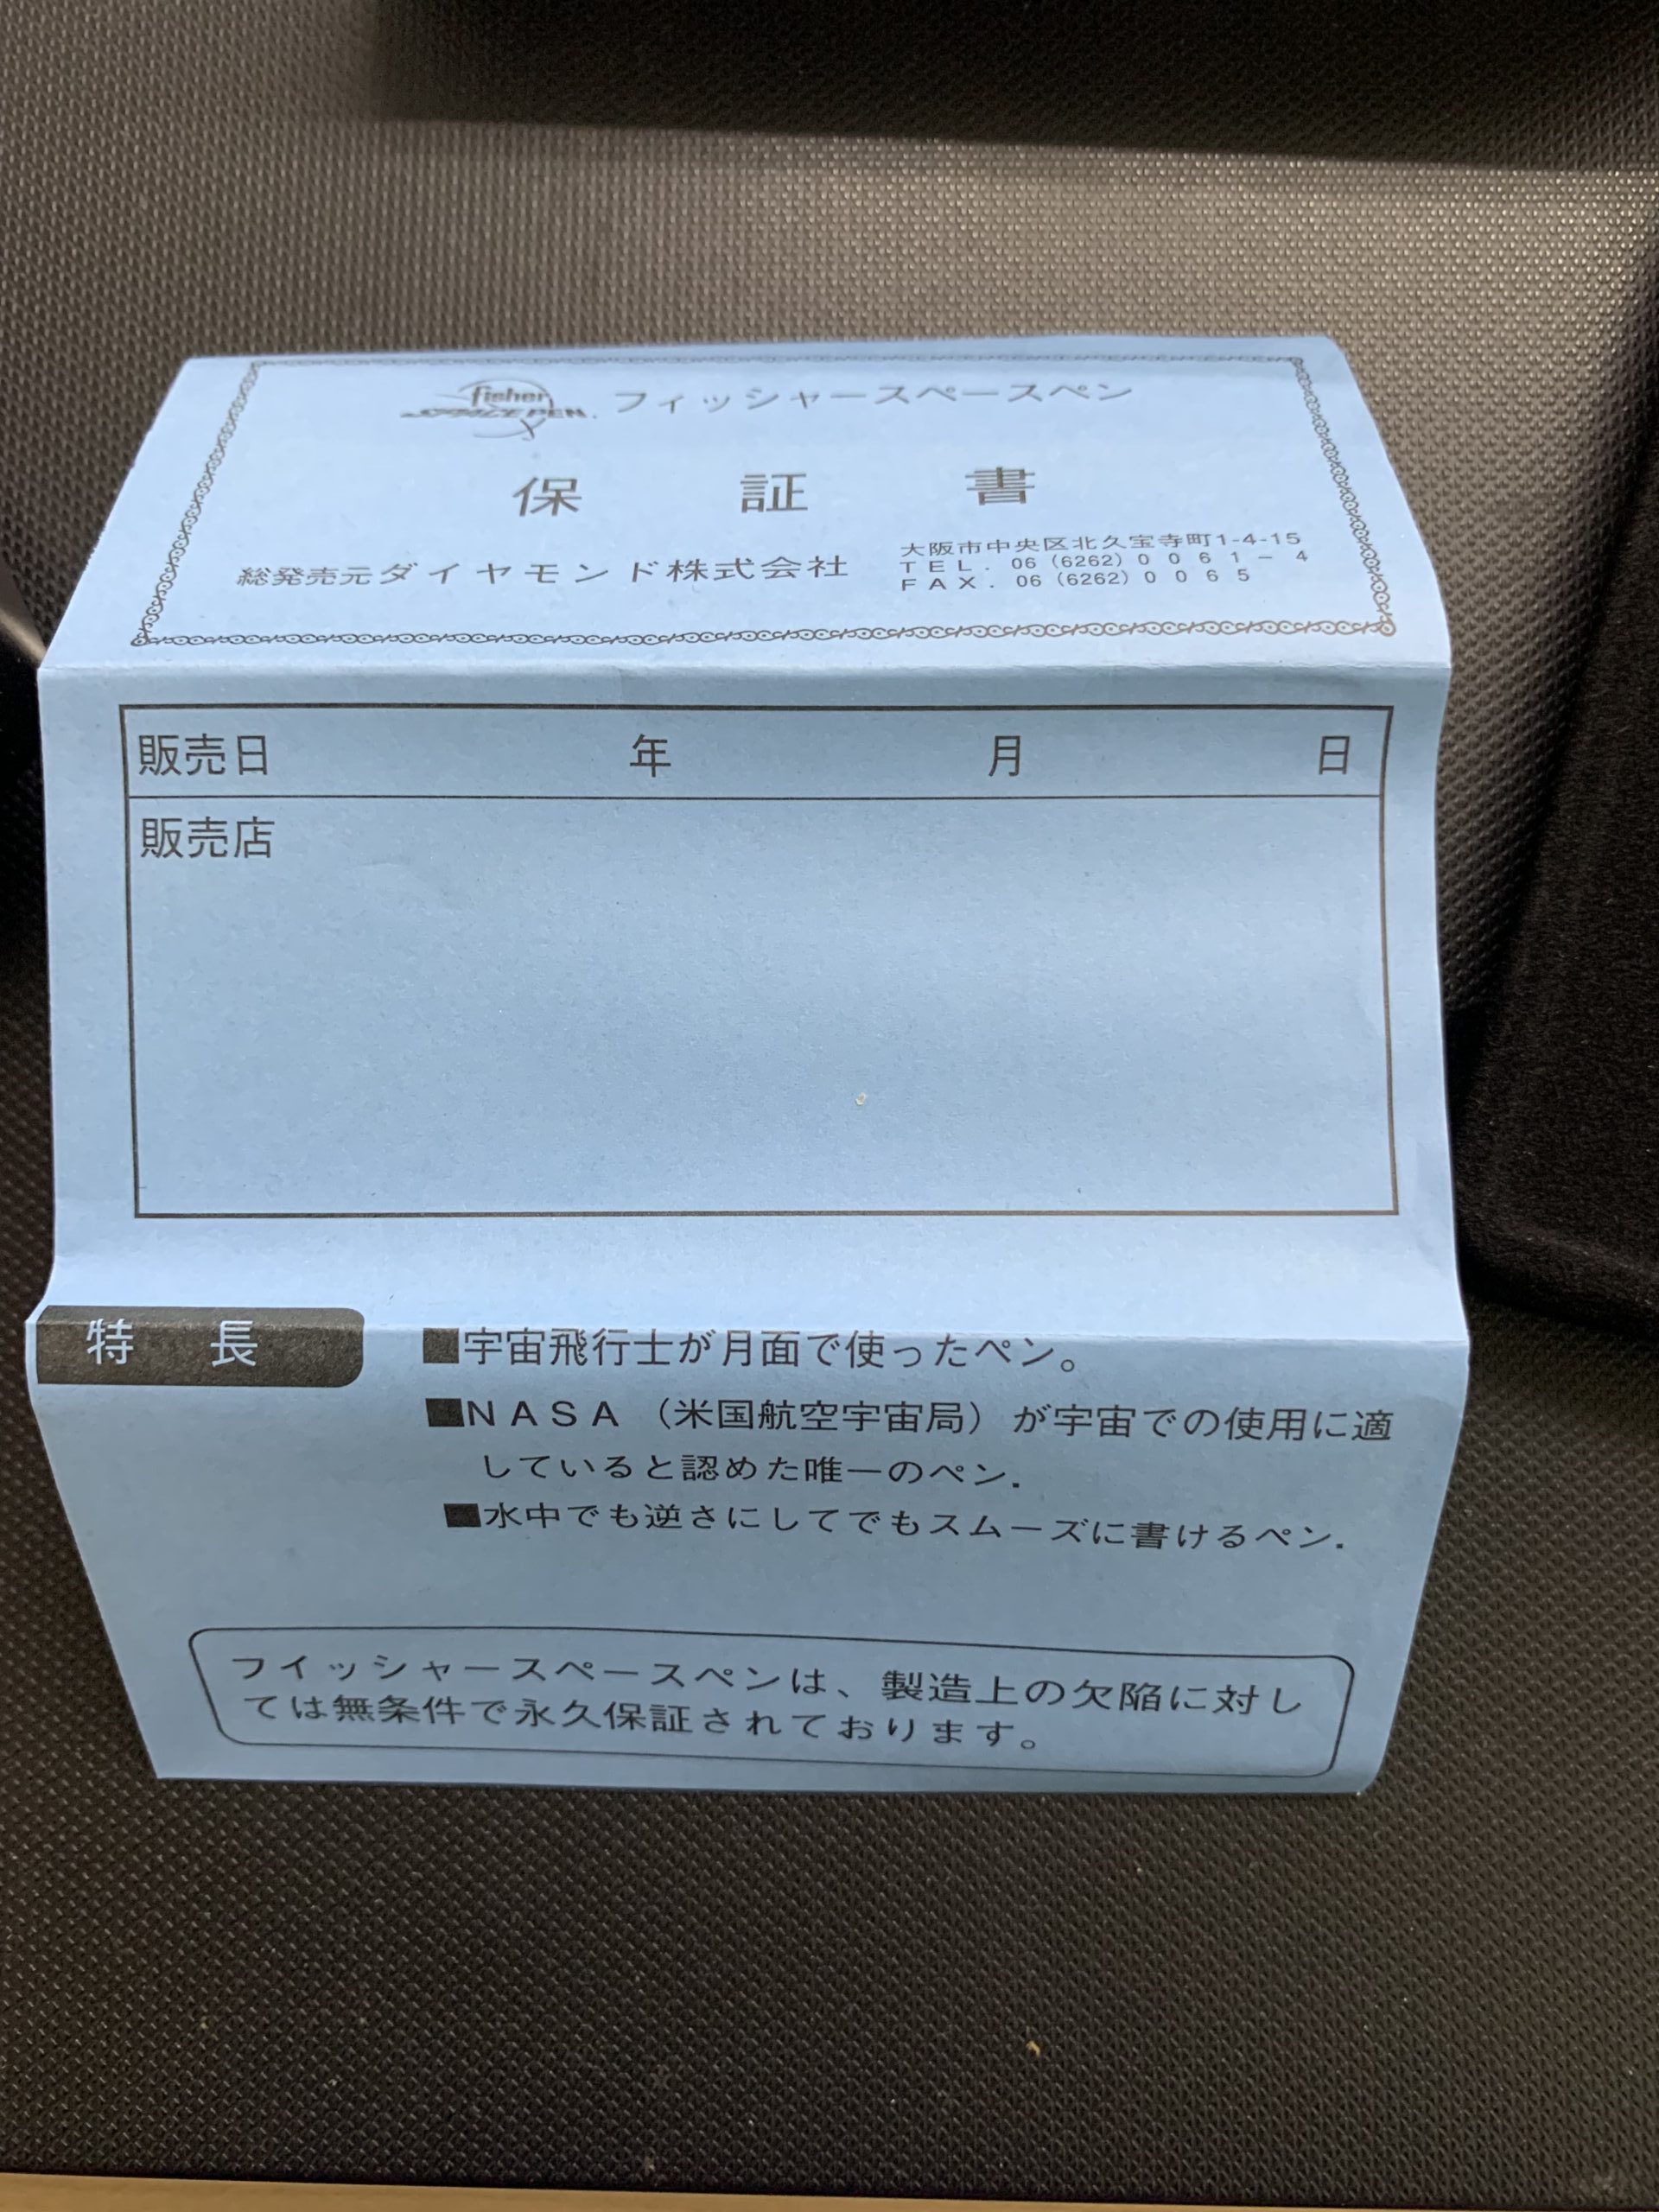 fisher
SPACE PEN. フィッシャースペースペン
保証書
総発売元ダイヤモンド株式会社
大阪市中央区北久宝寺町1-4-15
TEL. 06 (6262) 0061-4
FAX. 06 (6262) 0065
販売日 年 月 日
販売店
特長
■宇宙飛行士が月面で使ったペン。
■NASA（米国航空宇宙局）が宇宙での使用に適
していると認めた唯一のペン.
■水中でも逆さにしてでもスムーズに書けるペン.
フイッシャースペースペンは、製造上の欠陥に対し
ては無条件で永久保証されております。